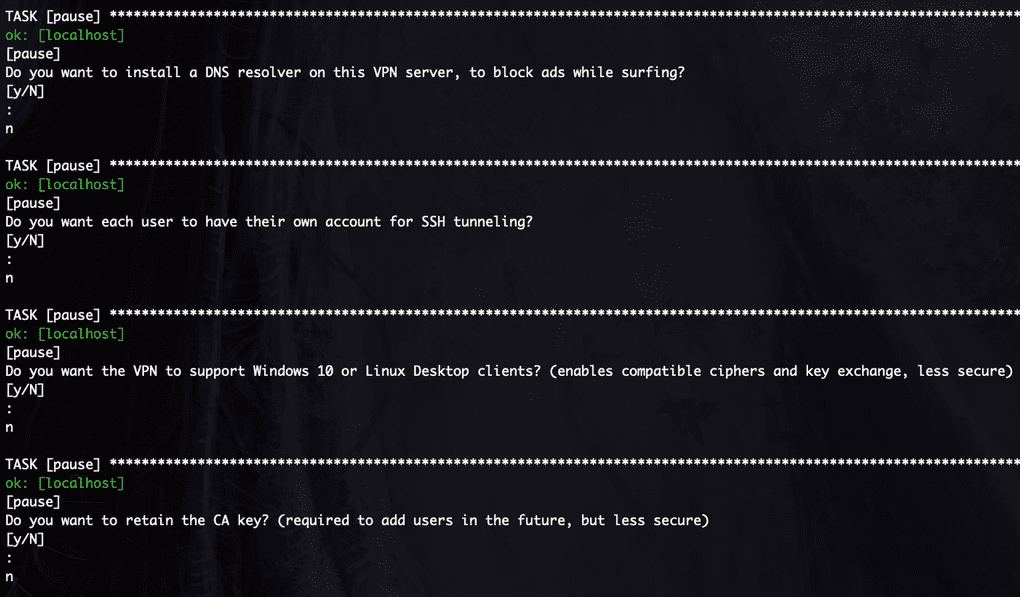 TASK [pause] ******************************************************************************************************************
ok: [localhost]
[pause]
Do you want to install a DNS resolver on this VPN server, to block ads while surfing?
[y/N]
:
n
TASK [pause] ******************************************************************************************************************
ok: [localhost]
[pause]
Do you want each user to have their own account for SSH tunneling?
[y/N]
:
n
TASK [pause] ******************************************************************************************************************
ok: [localhost]
[pause]
Do you want the VPN to support Windows 10 or Linux Desktop clients? (enables compatible ciphers and key exchange, less secure)
[y/N]
:
n
TASK [pause] ******************************************************************************************************************
ok: [localhost]
[pause]
Do you want to retain the CA key? (required to add users in the future, but less secure)
[y/N]
:
n